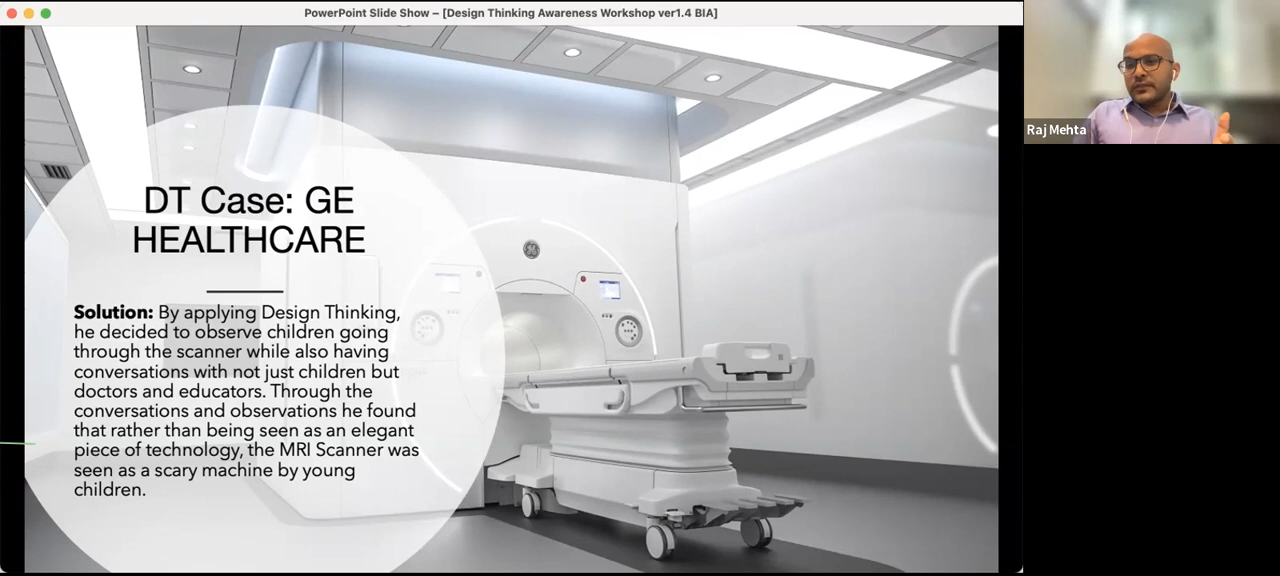 PowerPoint Slide Show – [Design Thinking Awareness Workshop ver1.4 BIA]
DT Case: GE
HEALTHCARE
Solution: By applying Design Thinking,
he decided to observe children going
through the scanner while also having
conversations with not just children but
doctors and educators. Through the
conversations and observations he found
that rather than being seen as an elegant
piece of technology, the MRI Scanner was
seen as a scary machine by young
children.
Raj Mehta